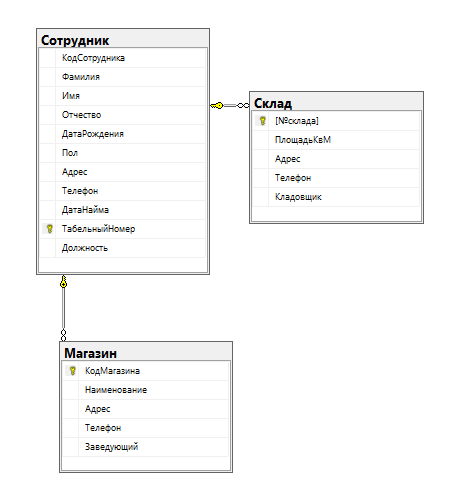 Сотрудник
КодСотрудника
Фамилия
Имя
Отчество
ДатаРождения
Пол
Адрес
Телефон
ДатаНайма
ТабельныйНомер
Должность
Склад
[№склада]
ПлощадьКвМ
Адрес
Телефон
Кладовщик
Магазин
КодМагазина
Наименование
Адрес
Телефон
Заведующий